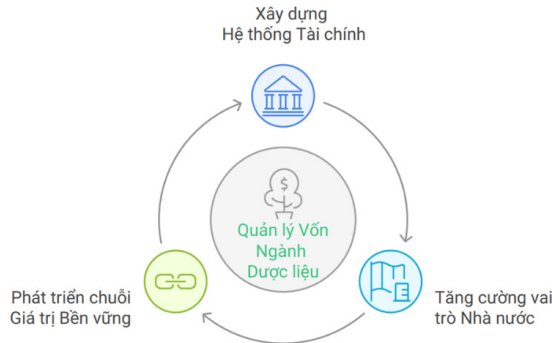 Xây dựng
Hệ thống Tài chính
$
Quản lý Vốn
Ngành
Dược liệu
Phát triển chuỗi
Giá trị Bền vững
Tăng cường vai
trò Nhà nước